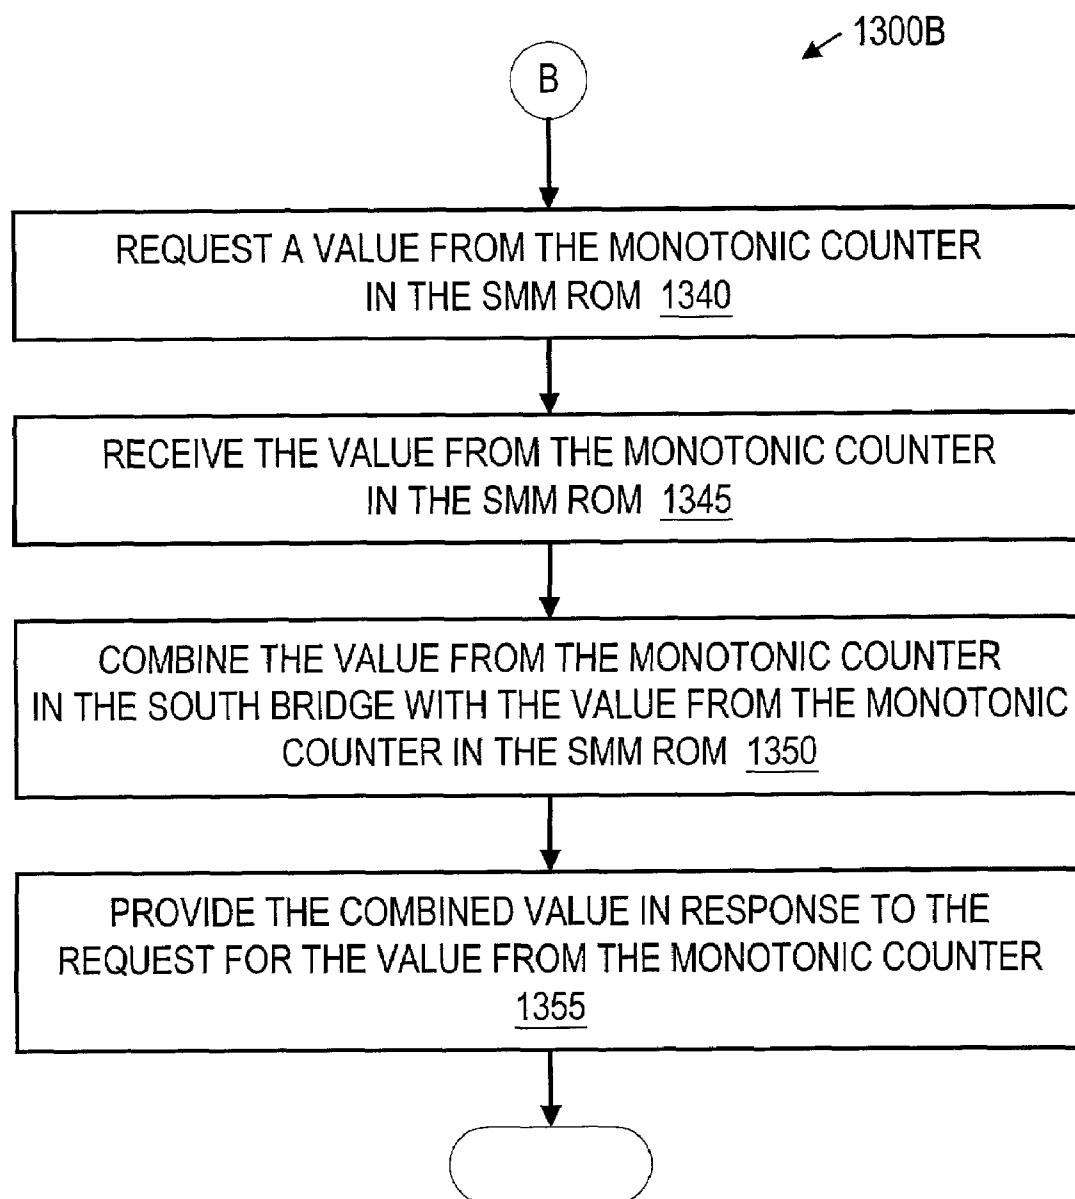 1300B
B
REQUEST A VALUE FROM THE MONOTONIC COUNTER
IN THE SMM ROM 1340
RECEIVE THE VALUE FROM THE MONOTONIC COUNTER
IN THE SMM ROM 1345
COMBINE THE VALUE FROM THE MONOTONIC COUNTER
IN THE SOUTH BRIDGE WITH THE VALUE FROM THE MONOTONIC
COUNTER IN THE SMM ROM 1350
PROVIDE THE COMBINED VALUE IN RESPONSE TO THE
REQUEST FOR THE VALUE FROM THE MONOTONIC COUNTER
1355